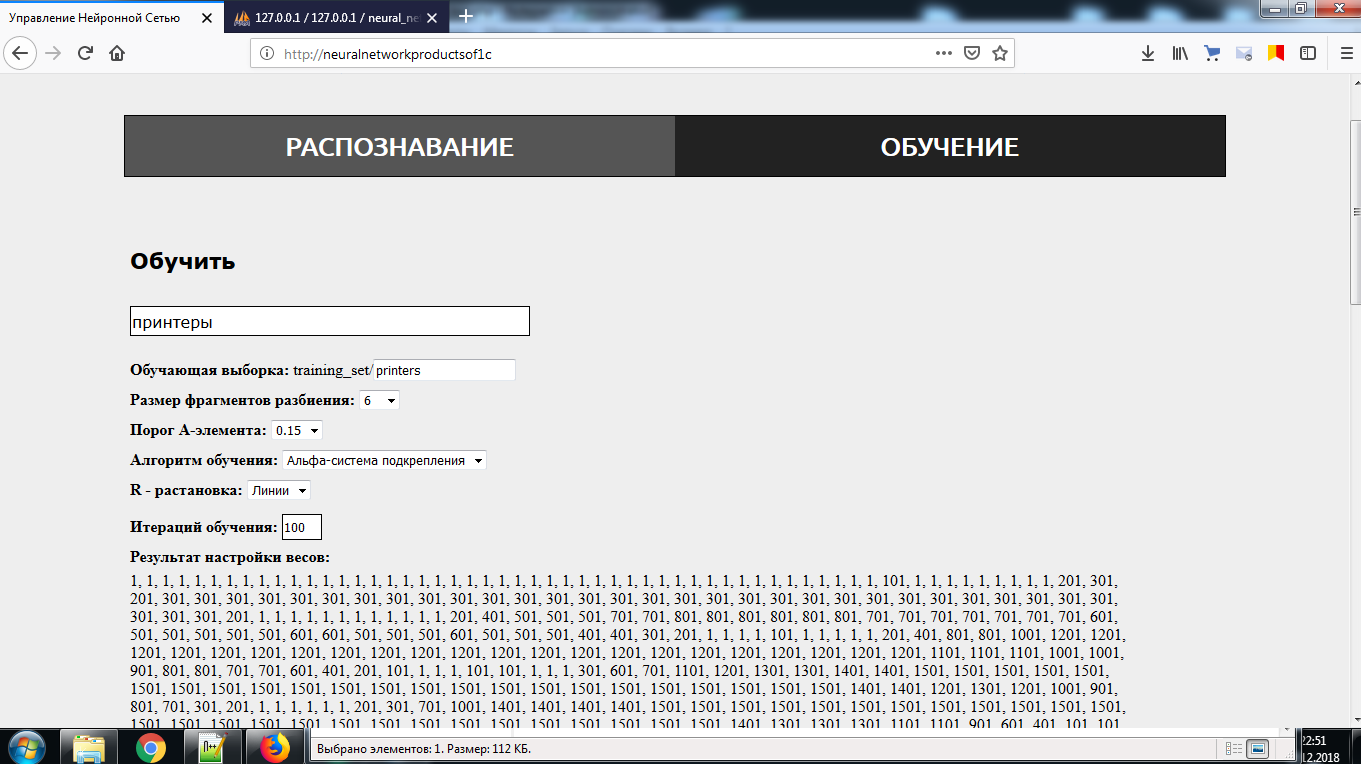 Управление Нейронной Сетью
127.0.0.1 / 127.0.0.1 / neural_ne
http://neuralnetworkproductsof1c
РАСПОЗНАВАНИЕ ОБУЧЕНИЕ
Обучить
принтеры
Обучающая выборка: training_set/printers
Размер фрагментов разбиения: 6
Порог А-элемента: 0.15
Алгоритм обучения: Альфа-система подкрепления
R - растановка: Линии
Итераций обучения: 100
Результат настройки весов:
1, 1, 1, 1, 1, 1, 1, 1, 1, 1, 1, 1, 1, 1, 1, 1, 1, 1, 1, 1, 1, 1, 1, 1, 1, 1, 1, 1, 1, 1, 1, 1, 1, 1, 1, 1, 1, 1, 1, 1, 1, 1, 1, 1, 1, 1, 1, 101, 1, 1, 1, 1, 1, 1, 1, 1, 1, 201, 301,
201, 301, 301, 301, 301, 301, 301, 301, 301, 301, 301, 301, 301, 301, 301, 301, 301, 301, 301, 301, 301, 301, 301, 301, 301, 301, 301, 301, 301, 301, 301,
301, 301, 301, 201, 1, 1, 1, 1, 1, 1, 1, 1, 1, 1, 1, 1, 201, 401, 501, 501, 501, 701, 701, 801, 801, 801, 801, 801, 801, 701, 701, 701, 701, 701, 701, 701, 601,
501, 501, 501, 501, 501, 601, 601, 501, 501, 501, 601, 501, 501, 501, 401, 401, 301, 201, 1, 1, 1, 1, 101, 1, 1, 1, 1, 1, 201, 401, 801, 801, 1001, 1201, 1201,
1201, 1201, 1201, 1201, 1201, 1201, 1201, 1201, 1201, 1201, 1201, 1201, 1201, 1201, 1201, 1201, 1201, 1201, 1201, 1201, 1101, 1101, 1101, 1001, 1001,
901, 801, 801, 701, 701, 601, 401, 201, 101, 1, 1, 1, 101, 101, 1, 1, 1, 301, 601, 701, 1101, 1201, 1301, 1301, 1401, 1401, 1501, 1501, 1501, 1501, 1501,
1501, 1501, 1501, 1501, 1501, 1501, 1501, 1501, 1501, 1501, 1501, 1501, 1501, 1501, 1501, 1501, 1501, 1501, 1401, 1401, 1201, 1301, 1201, 1001, 901,
801, 701, 301, 201, 1, 1, 1, 1, 1, 1, 201, 301, 701, 1001, 1401, 1401, 1401, 1401, 1501, 1501, 1501, 1501, 1501, 1501, 1501, 1501, 1501, 1501, 1501,
1501, 1501, 1501, 1501, 1501, 1501, 1501, 1501, 1501, 1501, 1501, 1501, 1501, 1501, 1501, 1401, 1301, 1301, 1301, 1101, 1101, 901, 601, 401, 101, 101,
Выбрано элементов: 1. Размер: 112 КБ.
22:51
.12.2018